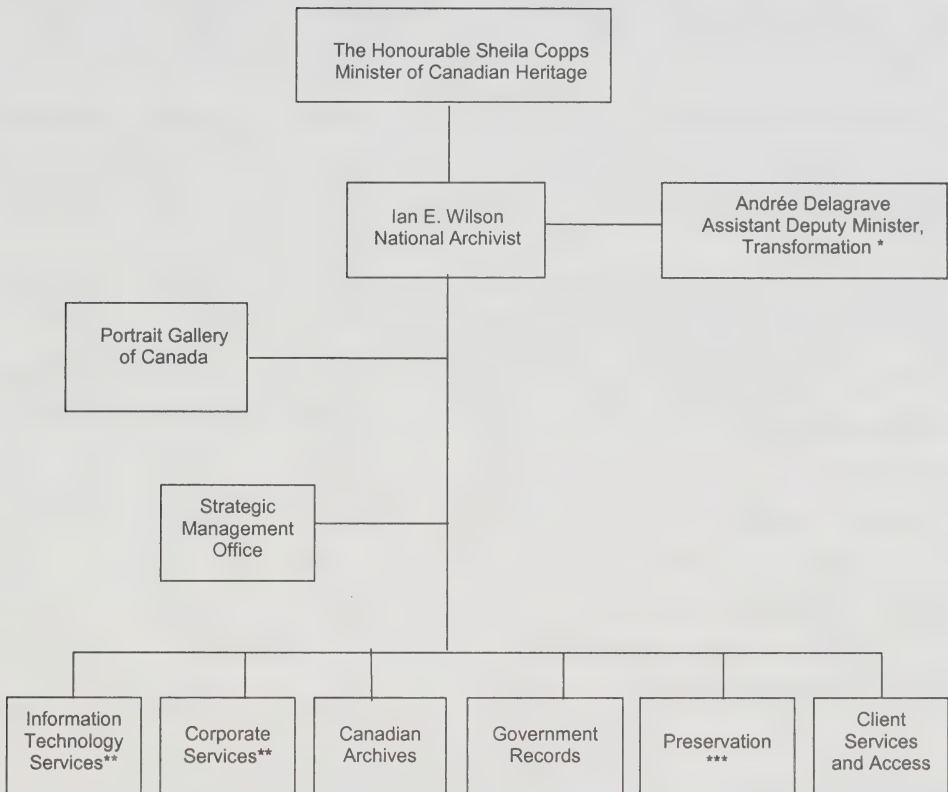 The Honourable Sheila Copps
Minister of Canadian Heritage
Ian E. Wilson
National Archivist
Andrée Delagrave
Assistant Deputy Minister,
Transformation *
Portrait Gallery
of Canada
Strategic
Management
Office
Information
Technology
Services**
Corporate
Services**
Canadian
Archives
Government
Records
Preservation
***
Client
Services
and Access